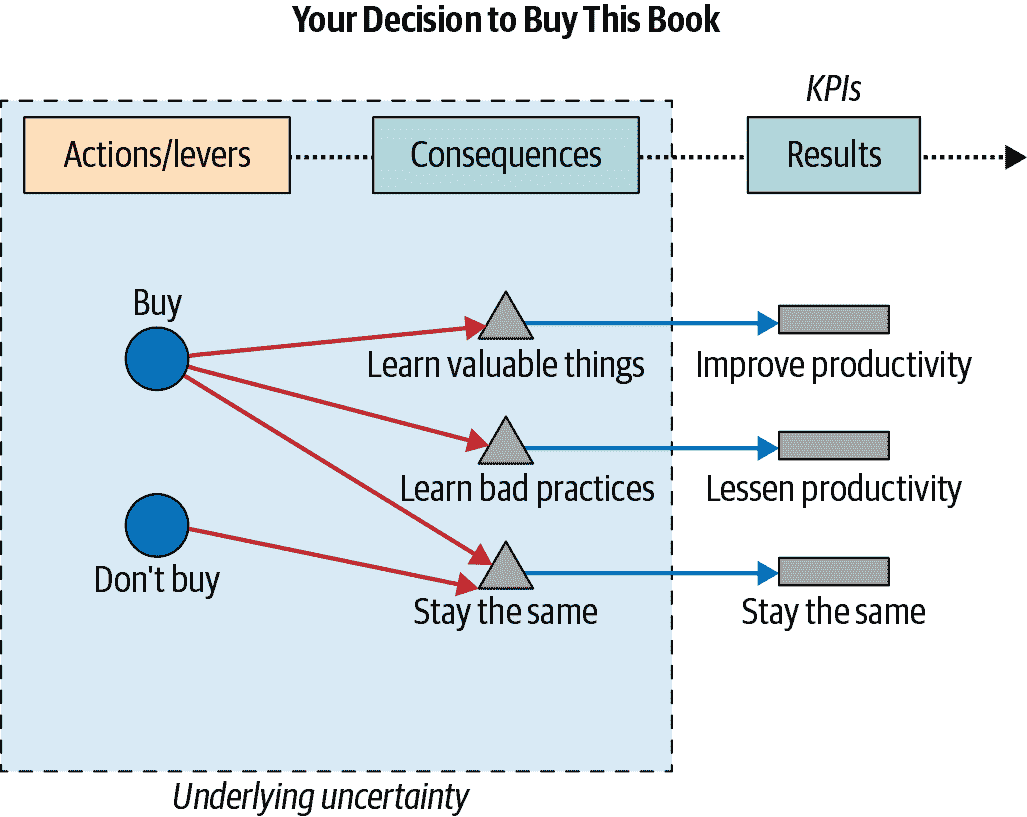 Your Decision to Buy This Book
KPIs
Actions/levers
Consequences
Results
Buy
Learn valuable things
Improve productivity
Learn bad practices
Lessen productivity
Don't buy
Stay the same
Stay the same
Underlying uncertainty